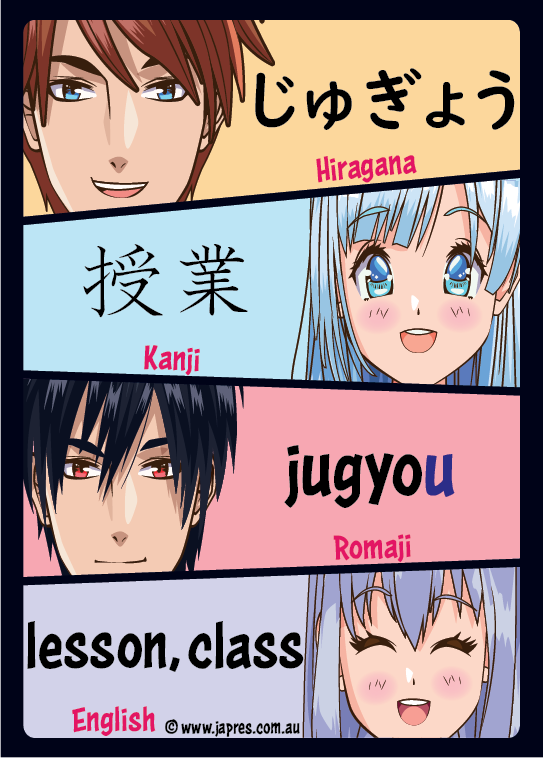 じゅぎょう
Hiragana
授業
Kanji
jugyou
Romaji
lesson, class
English © www.japres.com.au